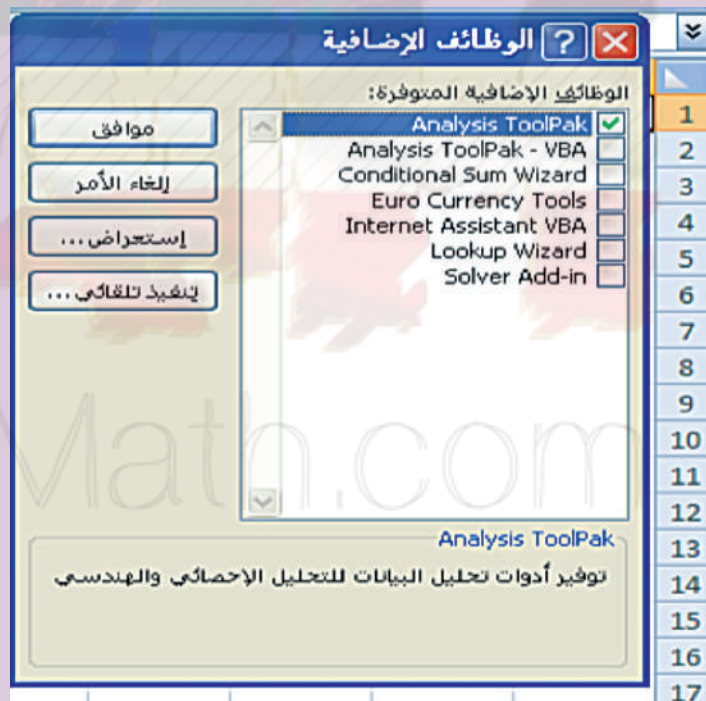 الوظائف الإضافية
الوظائف الإضافية المتوفرة:
Analysis ToolPak
Analysis ToolPak - VBA
Conditional Sum Wizard
Euro Currency Tools
Internet Assistant VBA
Lookup Wizard
Solver Add-in
موافق
إلغاء الأمر
إستعراض...
تنفيذ تلقائي...
Analysis ToolPak
توفير أدوات تحليل البيانات للتحليل الإحصائي والهندسي
Math.com
1
2
3
4
5
6
7
8
9
10
11
12
13
14
15
16
17